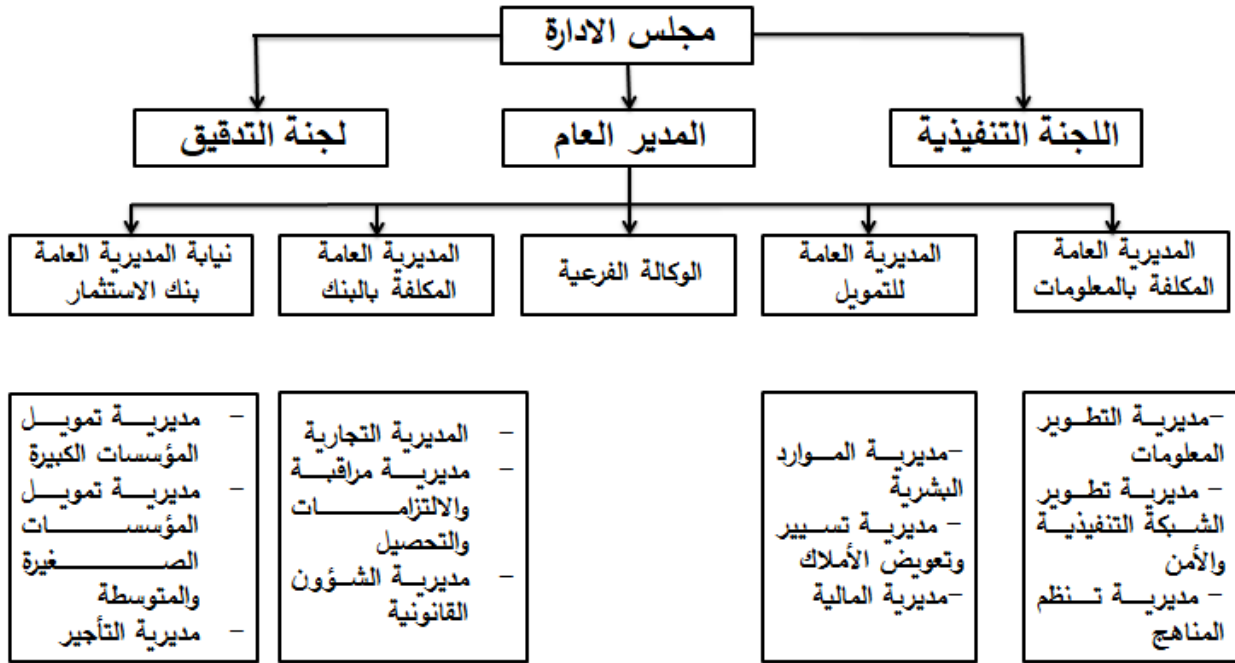 مجلس الادارة
اللجنة التنفيذية
المدير العام
لجنة التدقيق
المديرية العامة
المكلفة بالمعلومات
المديرية العامة
للتمويل
الوكالة الفرعية
المديرية العامة
المكلفة بالبنك
نيابة المديرية العامة
بنك الاستثمار
-مديرية التطوير
المعلومات
- مديرية تطوير
الشبكة التنفيذية
والأمن
- مديرية تنظم
المناهج
-مديرية الموارد
البشرية
- مديرية تسيير
وتعويض الأملاك
-مديرية المالية
- المديرية التجارية
- مديرية مراقبة
والالتزامات
والتحصيل
- مديرية الشؤون
القانونية
- مديرية تمويل
المؤسسات الكبيرة
- مديرية تمويل
المؤسسات
الصغيرة
والمتوسطة
- مديرية التأجير